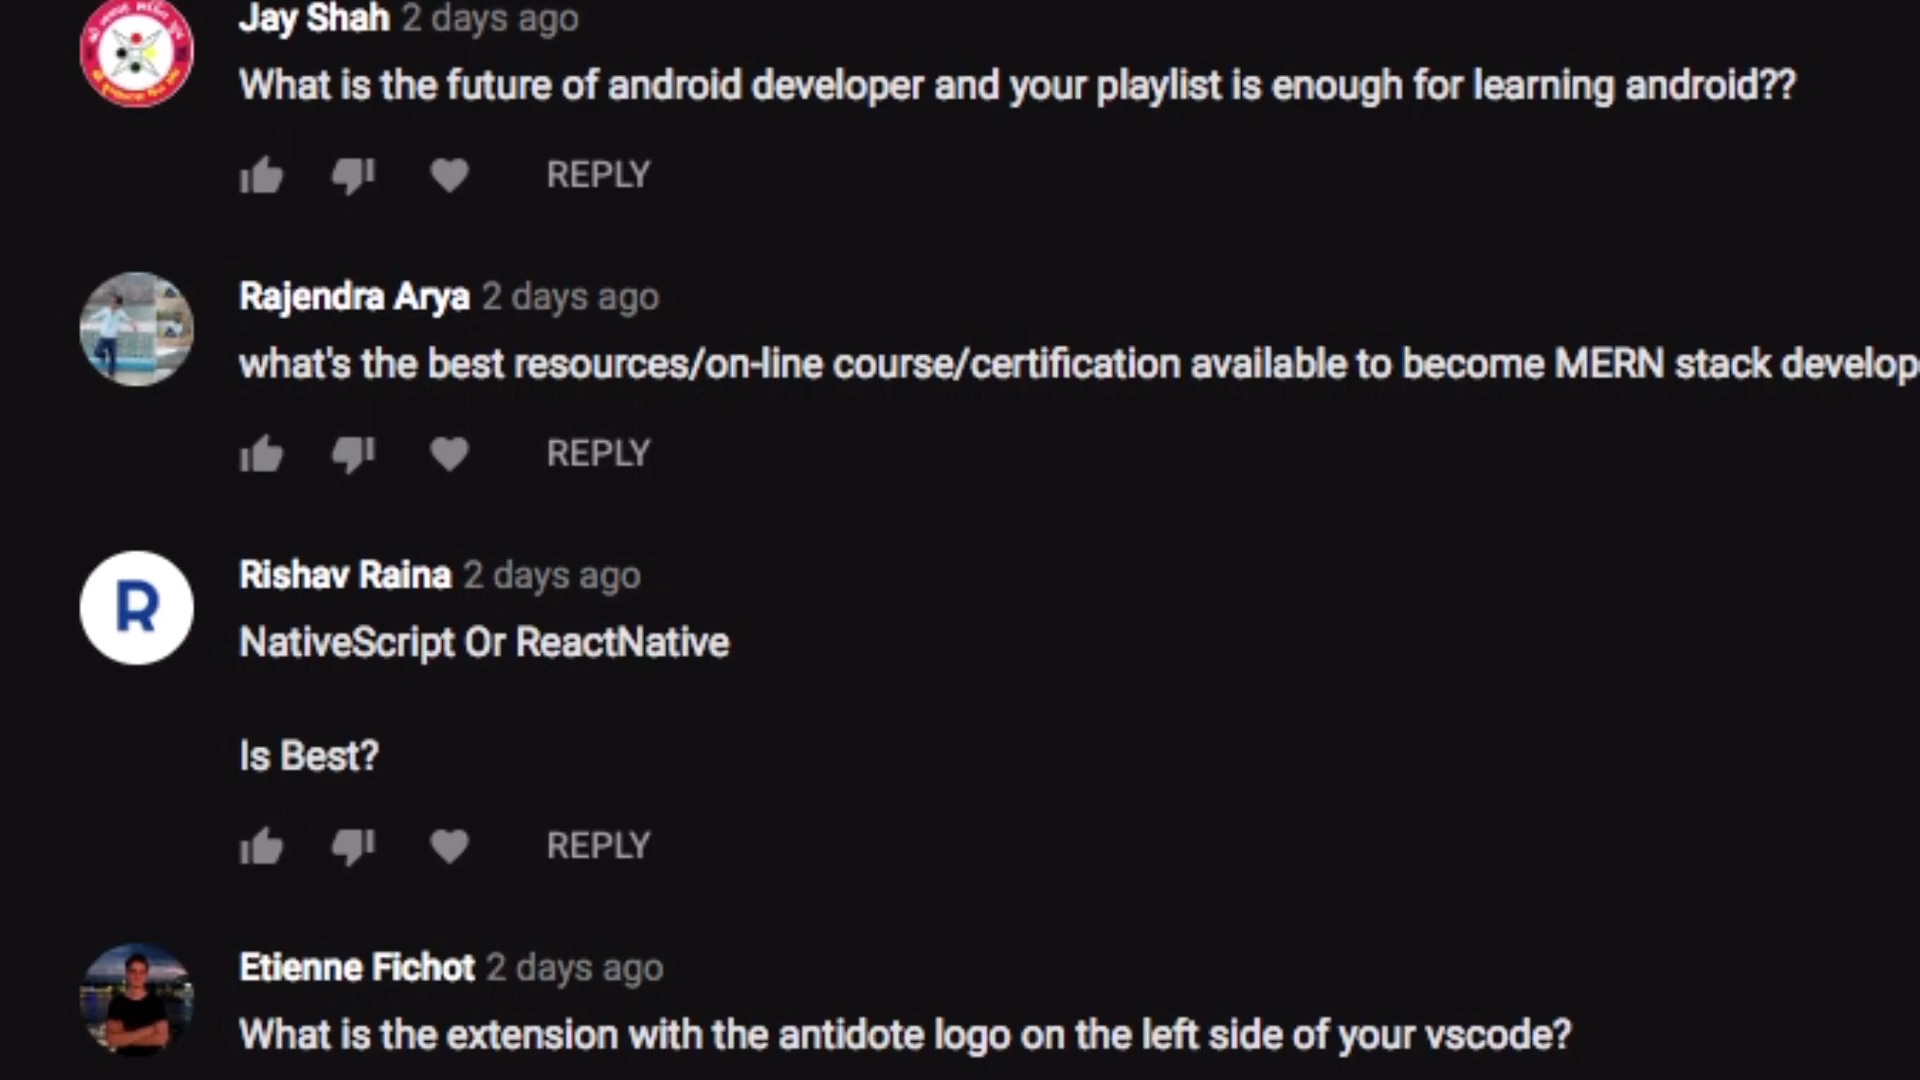 Jay Shah 2 days ago
What is the future of android developer and your playlist is enough for learning android??
REPLY
Rajendra Arya 2 days ago
what's the best resources/on-line course/certification available to become MERN stack develop
REPLY
R
Rishav Raina 2 days ago
NativeScript Or ReactNative
Is Best?
REPLY
Etienne Fichot 2 days ago
What is the extension with the antidote logo on the left side of your vscode?